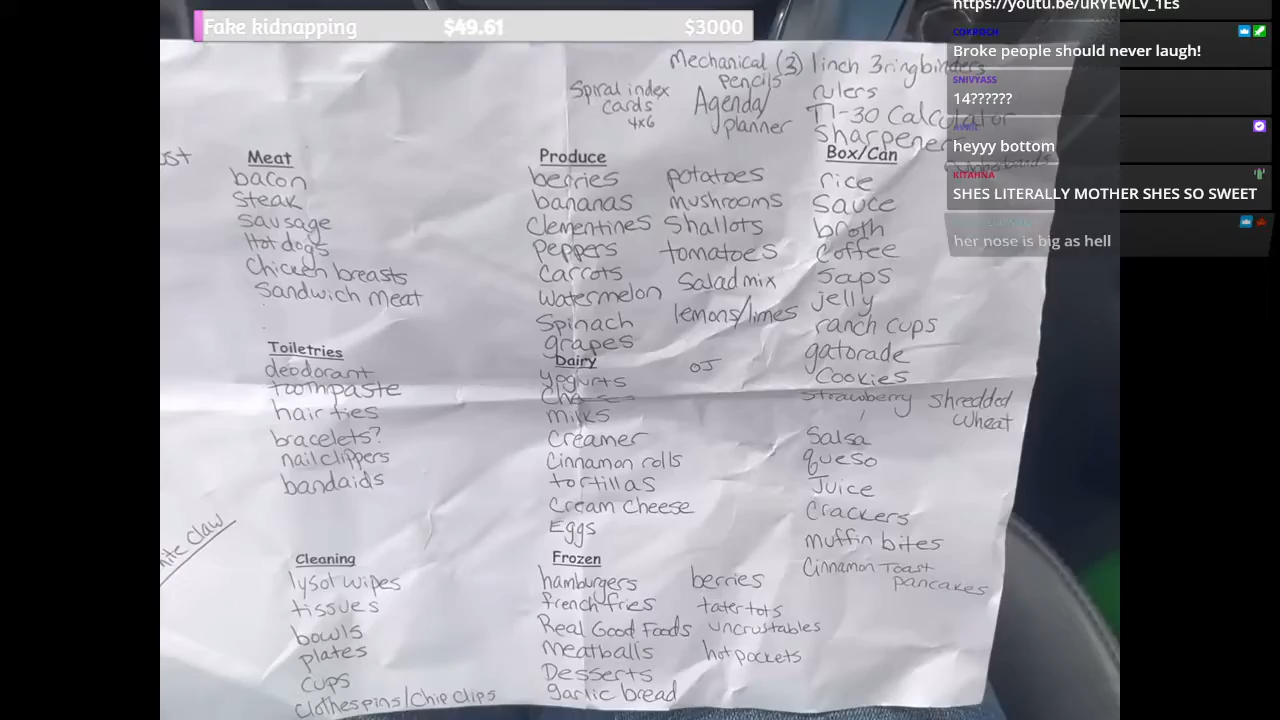 Fake kidnapping $49.61 $3000
https://youtu.be/uRYEWLV_1Es
COKROCH
Broke people should never laugh!
SNIVYASS
14??????
heyyy bottom
KITAHNA
SHES LITERALLY MOTHER SHES SO SWEET
her nose is big as hell
Mechanical pencils
(3) 1inch 3ring binders
Spiral index cards 4x6
Agenda/planner
rulers
TI-30 Calculator
Sharpener
Meat
bacon
steak
sausage
Hot dogs
Chicken breasts
Sandwich meat
Toiletries
deodorant
toothpaste
hair ties
bracelets?
nail clippers
bandaids
White Claw
Cleaning
lysol wipes
tissues
bowls
plates
cups
clothespins/chip clips
Produce
berries
bananas
Clementines
Peppers
Carrots
Watermelon
Spinach
grapes
potatoes
mushrooms
Shallots
tomatoes
Salad mix
lemons/limes
Dairy
yogurts
milks
Creamer
Cinnamon rolls
tortillas
Cream Cheese
Eggs
OJ
Frozen
hamburgers
french fries
Real Good Foods
Meatballs
Desserts
garlic bread
berries
tater tots
uncrustables
hot pockets
Box/Can
rice
Sauce
broth
Coffee
Soups
jelly
ranch cups
gatorade
Cookies
Strawberry shredded
wheat
Salsa
queso
Juice
Crackers
muffin bites
Cinnamon Toast
pancakes